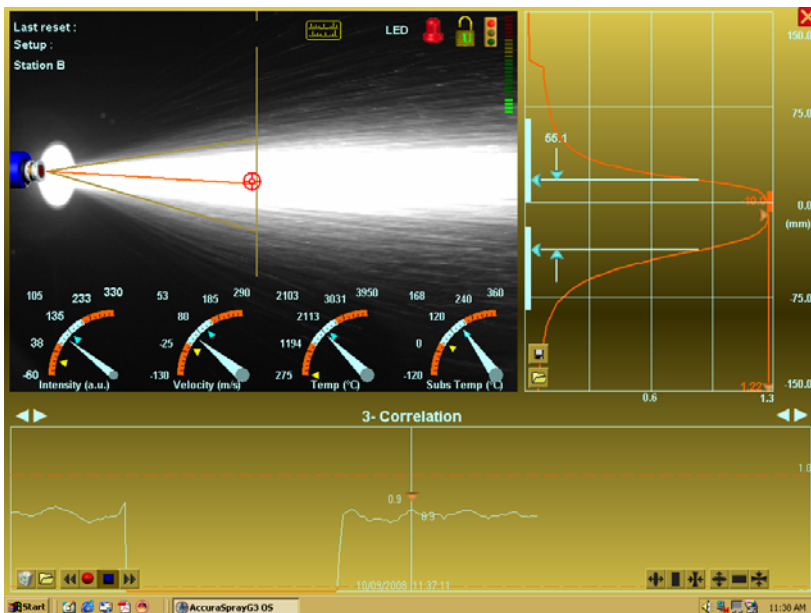 Last reset :
Setup :
Station B
LED
U
150.0
75.0
55.1
10.0
0.0
(mm)
-75.0
1.22
-150.0
0.6
1.3
105
233
330
135
38
-60
Intensity (a.u.)
53
185
290
80
-25
-130
Velocity (m/s)
2103
3031
3950
2113
1194
275
Temp (°C)
168
240
360
120
0
-120
Subs Temp (°C)
3- Correlation
1.0
0.9
10/09/2008 11:37:11
Start
AccuraSprayG3 OS
11:38 AM